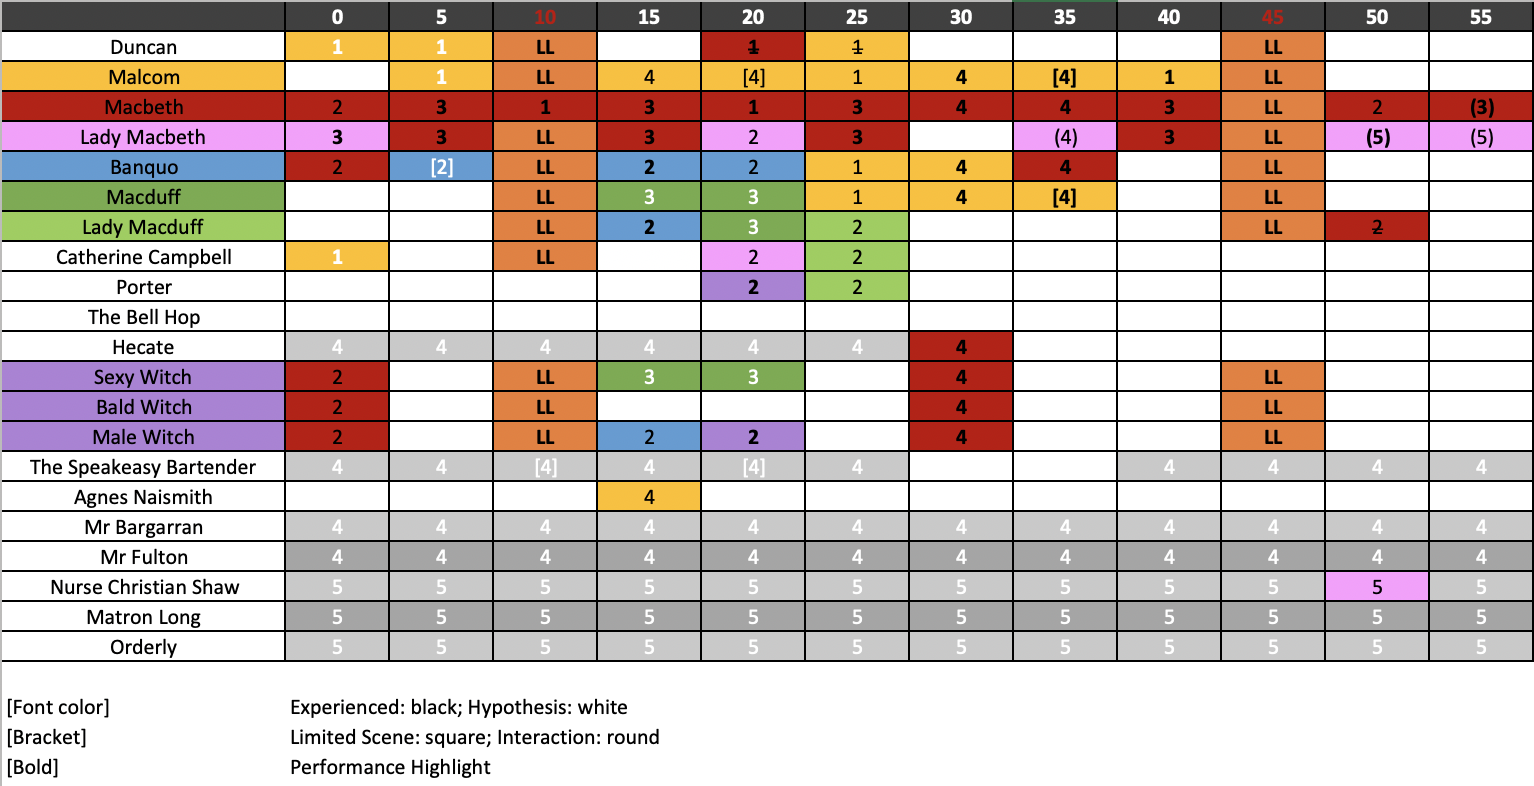 0 5 10 15 20 25 30 35 40 45 50 55
Duncan 1 1 LL 1 1 LL
Malcom 1 LL 4 [4] 1 4 [4] 1 LL
Macbeth 2 3 1 3 1 3 4 4 3 LL 2 (3)
Lady Macbeth 3 3 LL 3 2 3 (4) 3 LL (5) (5)
Banquo 2 [2] LL 2 2 1 4 4 LL
Macduff LL 3 3 1 4 [4] LL
Lady Macduff LL 2 3 2 LL 2
Catherine Campbell 1 LL 2 2
Porter 2 2
The Bell Hop
Hecate 4 4 4 4 4 4 4
Sexy Witch 2 LL 3 3 4 LL
Bald Witch 2 LL 4 LL
Male Witch 2 LL 2 2 4 LL
The Speakeasy Bartender 4 4 [4] 4 [4] 4 4 4 4 4
Agnes Naismith 4
Mr Bargarran 4 4 4 4 4 4 4 4 4 4 4 4
Mr Fulton 4 4 4 4 4 4 4 4 4 4 4 4
Nurse Christian Shaw 5 5 5 5 5 5 5 5 5 5 5 5
Matron Long 5 5 5 5 5 5 5 5 5 5 5 5
Orderly 5 5 5 5 5 5 5 5 5 5 5 5
[Font color] Experienced: black; Hypothesis: white
[Bracket] Limited Scene: square; Interaction: round
[Bold] Performance Highlight